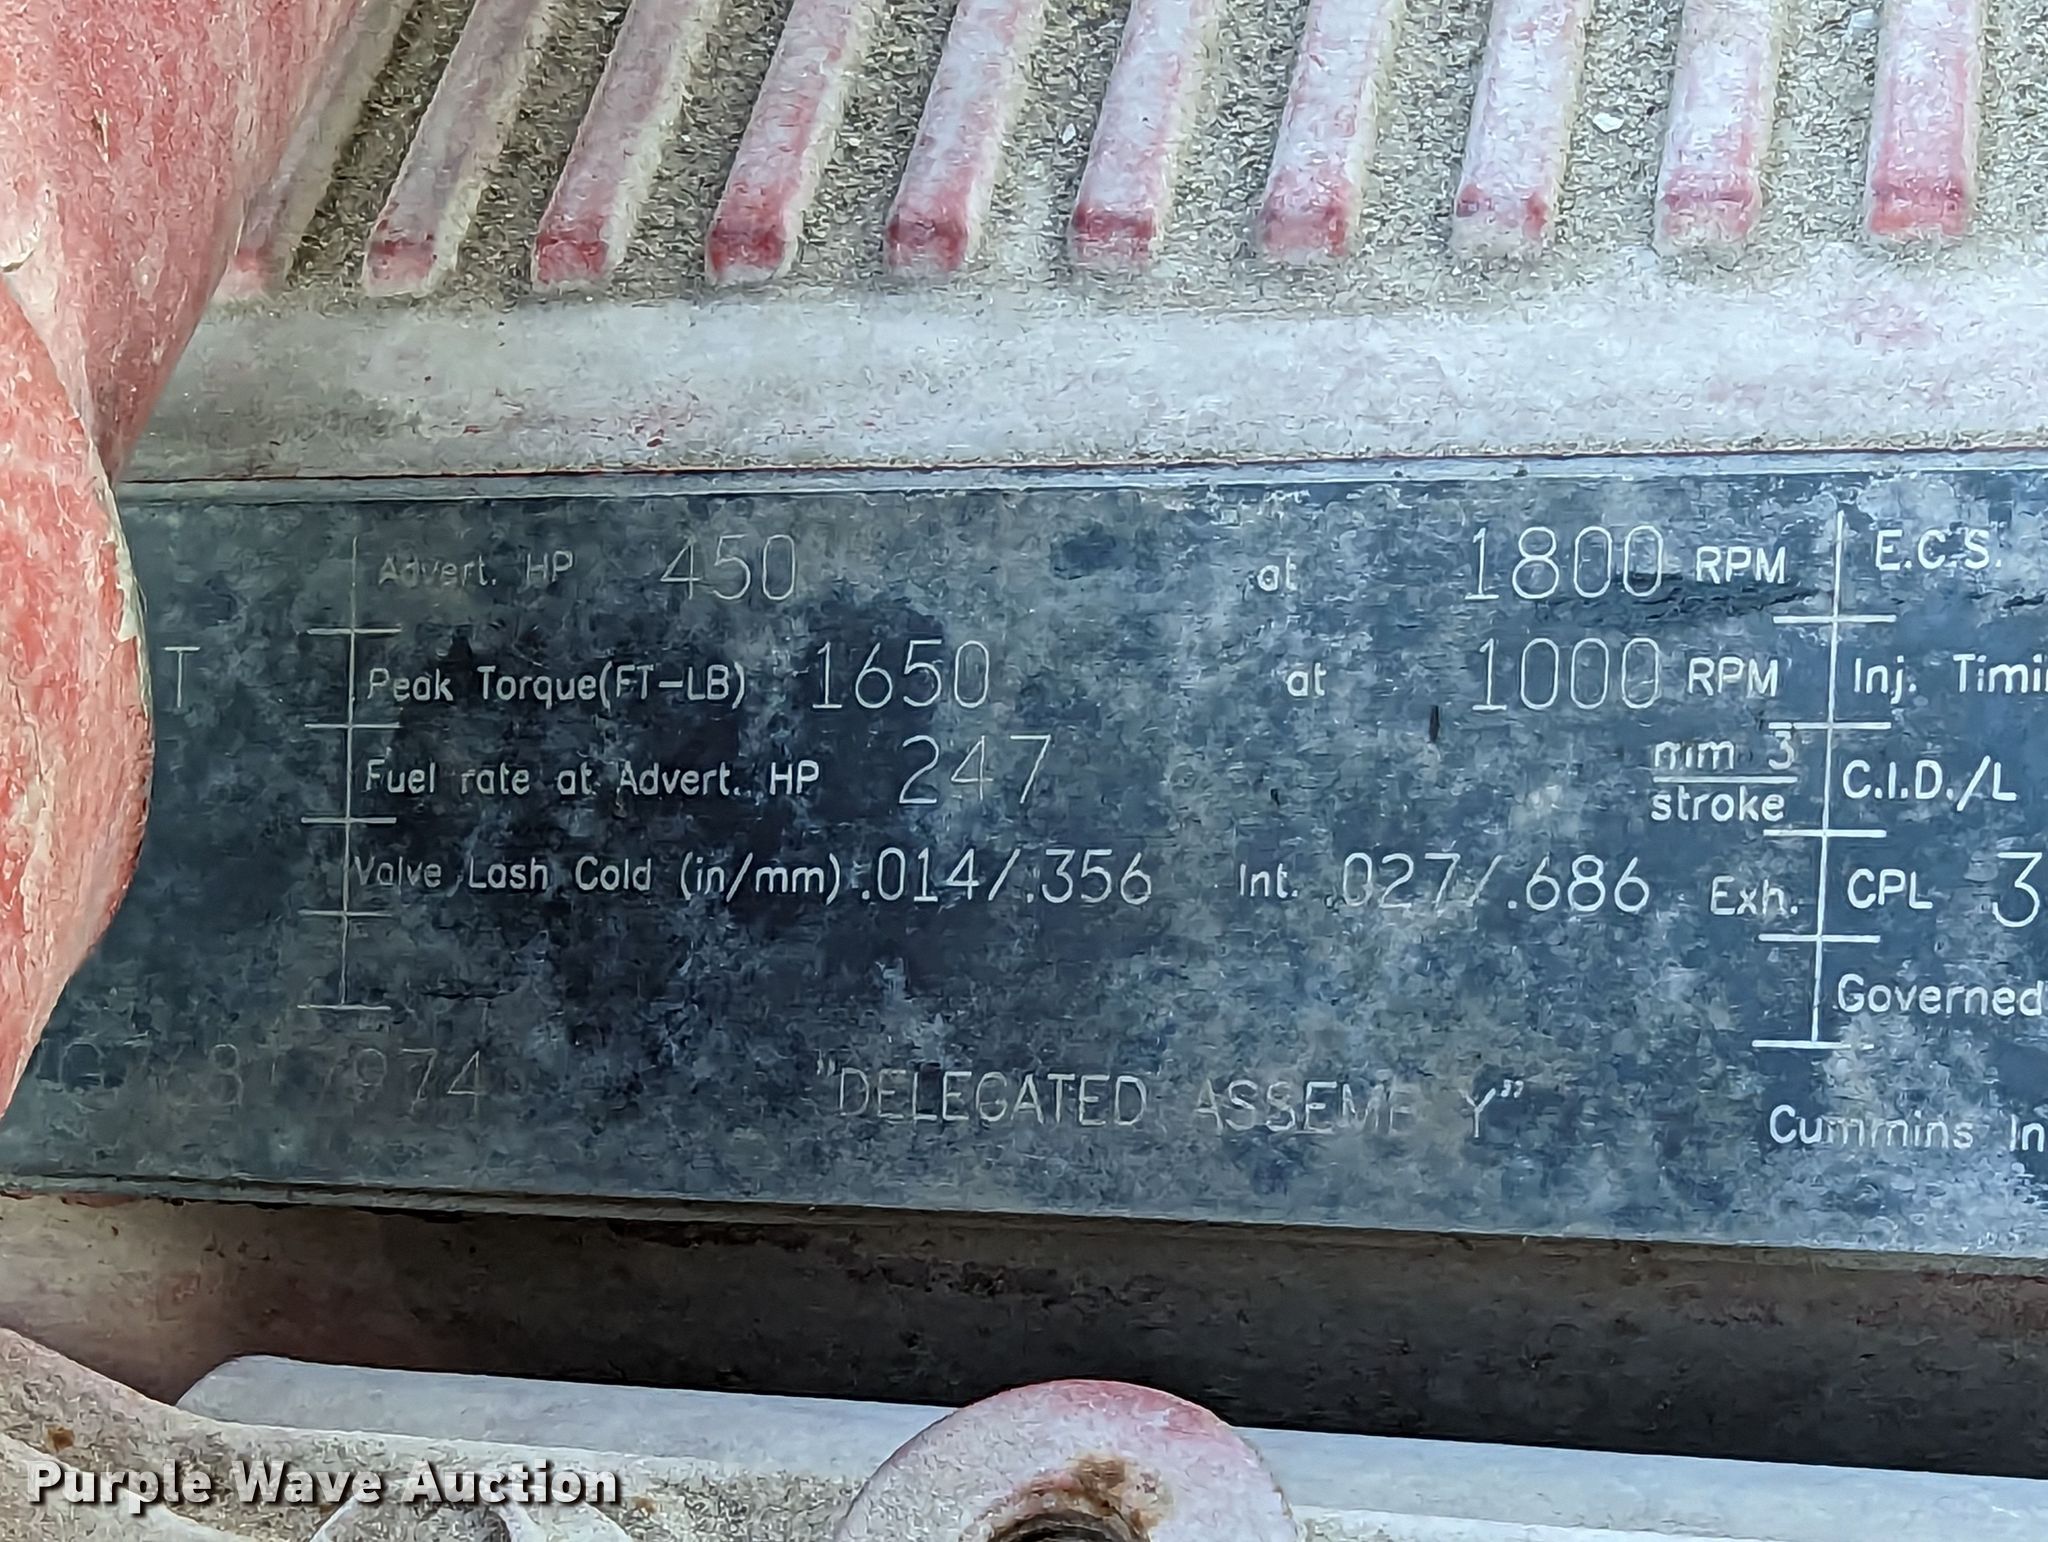 Advert. HP 450 at 1800 RPM E.C.S.
T Peak Torque(FT-LB) 1650 at 1000 RPM Inj.
Fuel rate at Advert. HP 247 mm 3
stroke C.I.D./L
Valve Lash Cold (in/mm) .014/.356 Int. .027/.686 Exh. CPL 3
Governed
"DELEGATED
Cummins In
Purple Wave Auction